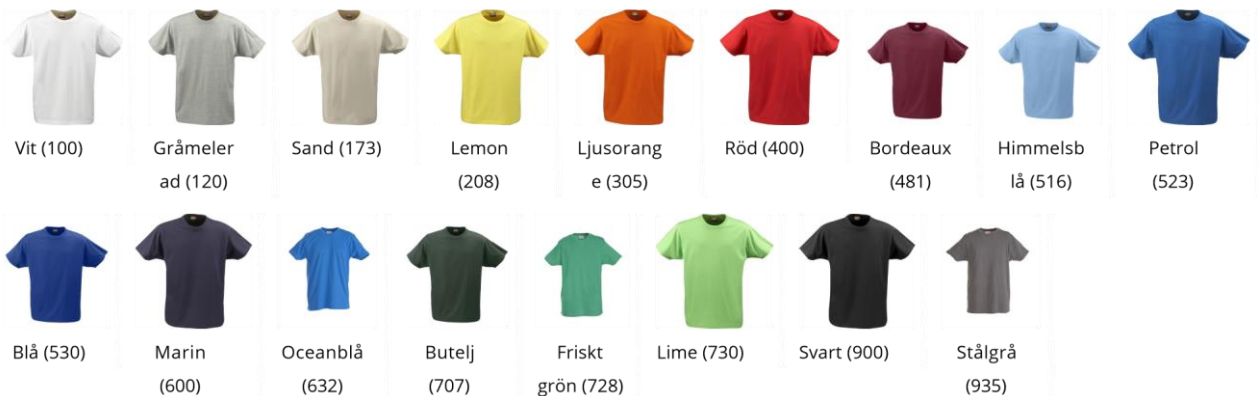 Vit (100)
Gråmeler
ad (120)
Sand (173)
Lemon
(208)
Ljusorang
e (305)
Röd (400)
Bordeaux
(481)
Himmelsb
lå (516)
Petrol
(523)
Blå (530)
Marin
(600)
Oceanblå
(632)
Butelj
(707)
Friskt
grön (728)
Lime (730)
Svart (900)
Stålgrå
(935)